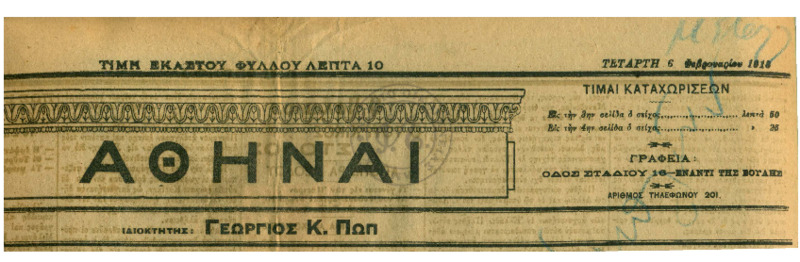 ΤΙΜΗ ΕΚΑΣΤΟΥ ΦΥΛΛΟΥ ΛΕΠΤΑ 10
ΤΕΤΑΡΤΗ 6 Φεβρουαρίου
ΤΙΜΑΙ ΚΑΤΑΧΩΡΙΣΕΩΝ
Εἰς τὴν 3ην σελίδα ὁ στίχος.................. λεπτὰ 50
Εἰς τὴν 4ην σελίδα ὁ στίχος.................. » 25
ΑΘΗΝΑΙ
ΓΡΑΦΕΙΑ:
ΟΔΟΣ ΣΤΑΔΙΟΥ 16—ΕΝΑΝΤΙ ΤΗΣ ΒΟΥΛΗΣ
ΑΡΙΘΜΟΣ ΤΗΛΕΦΩΝΟΥ 201.
ΙΔΙΟΚΤΗΤΗΣ: ΓΕΩΡΓΙΟΣ Κ. ΠΩΠ